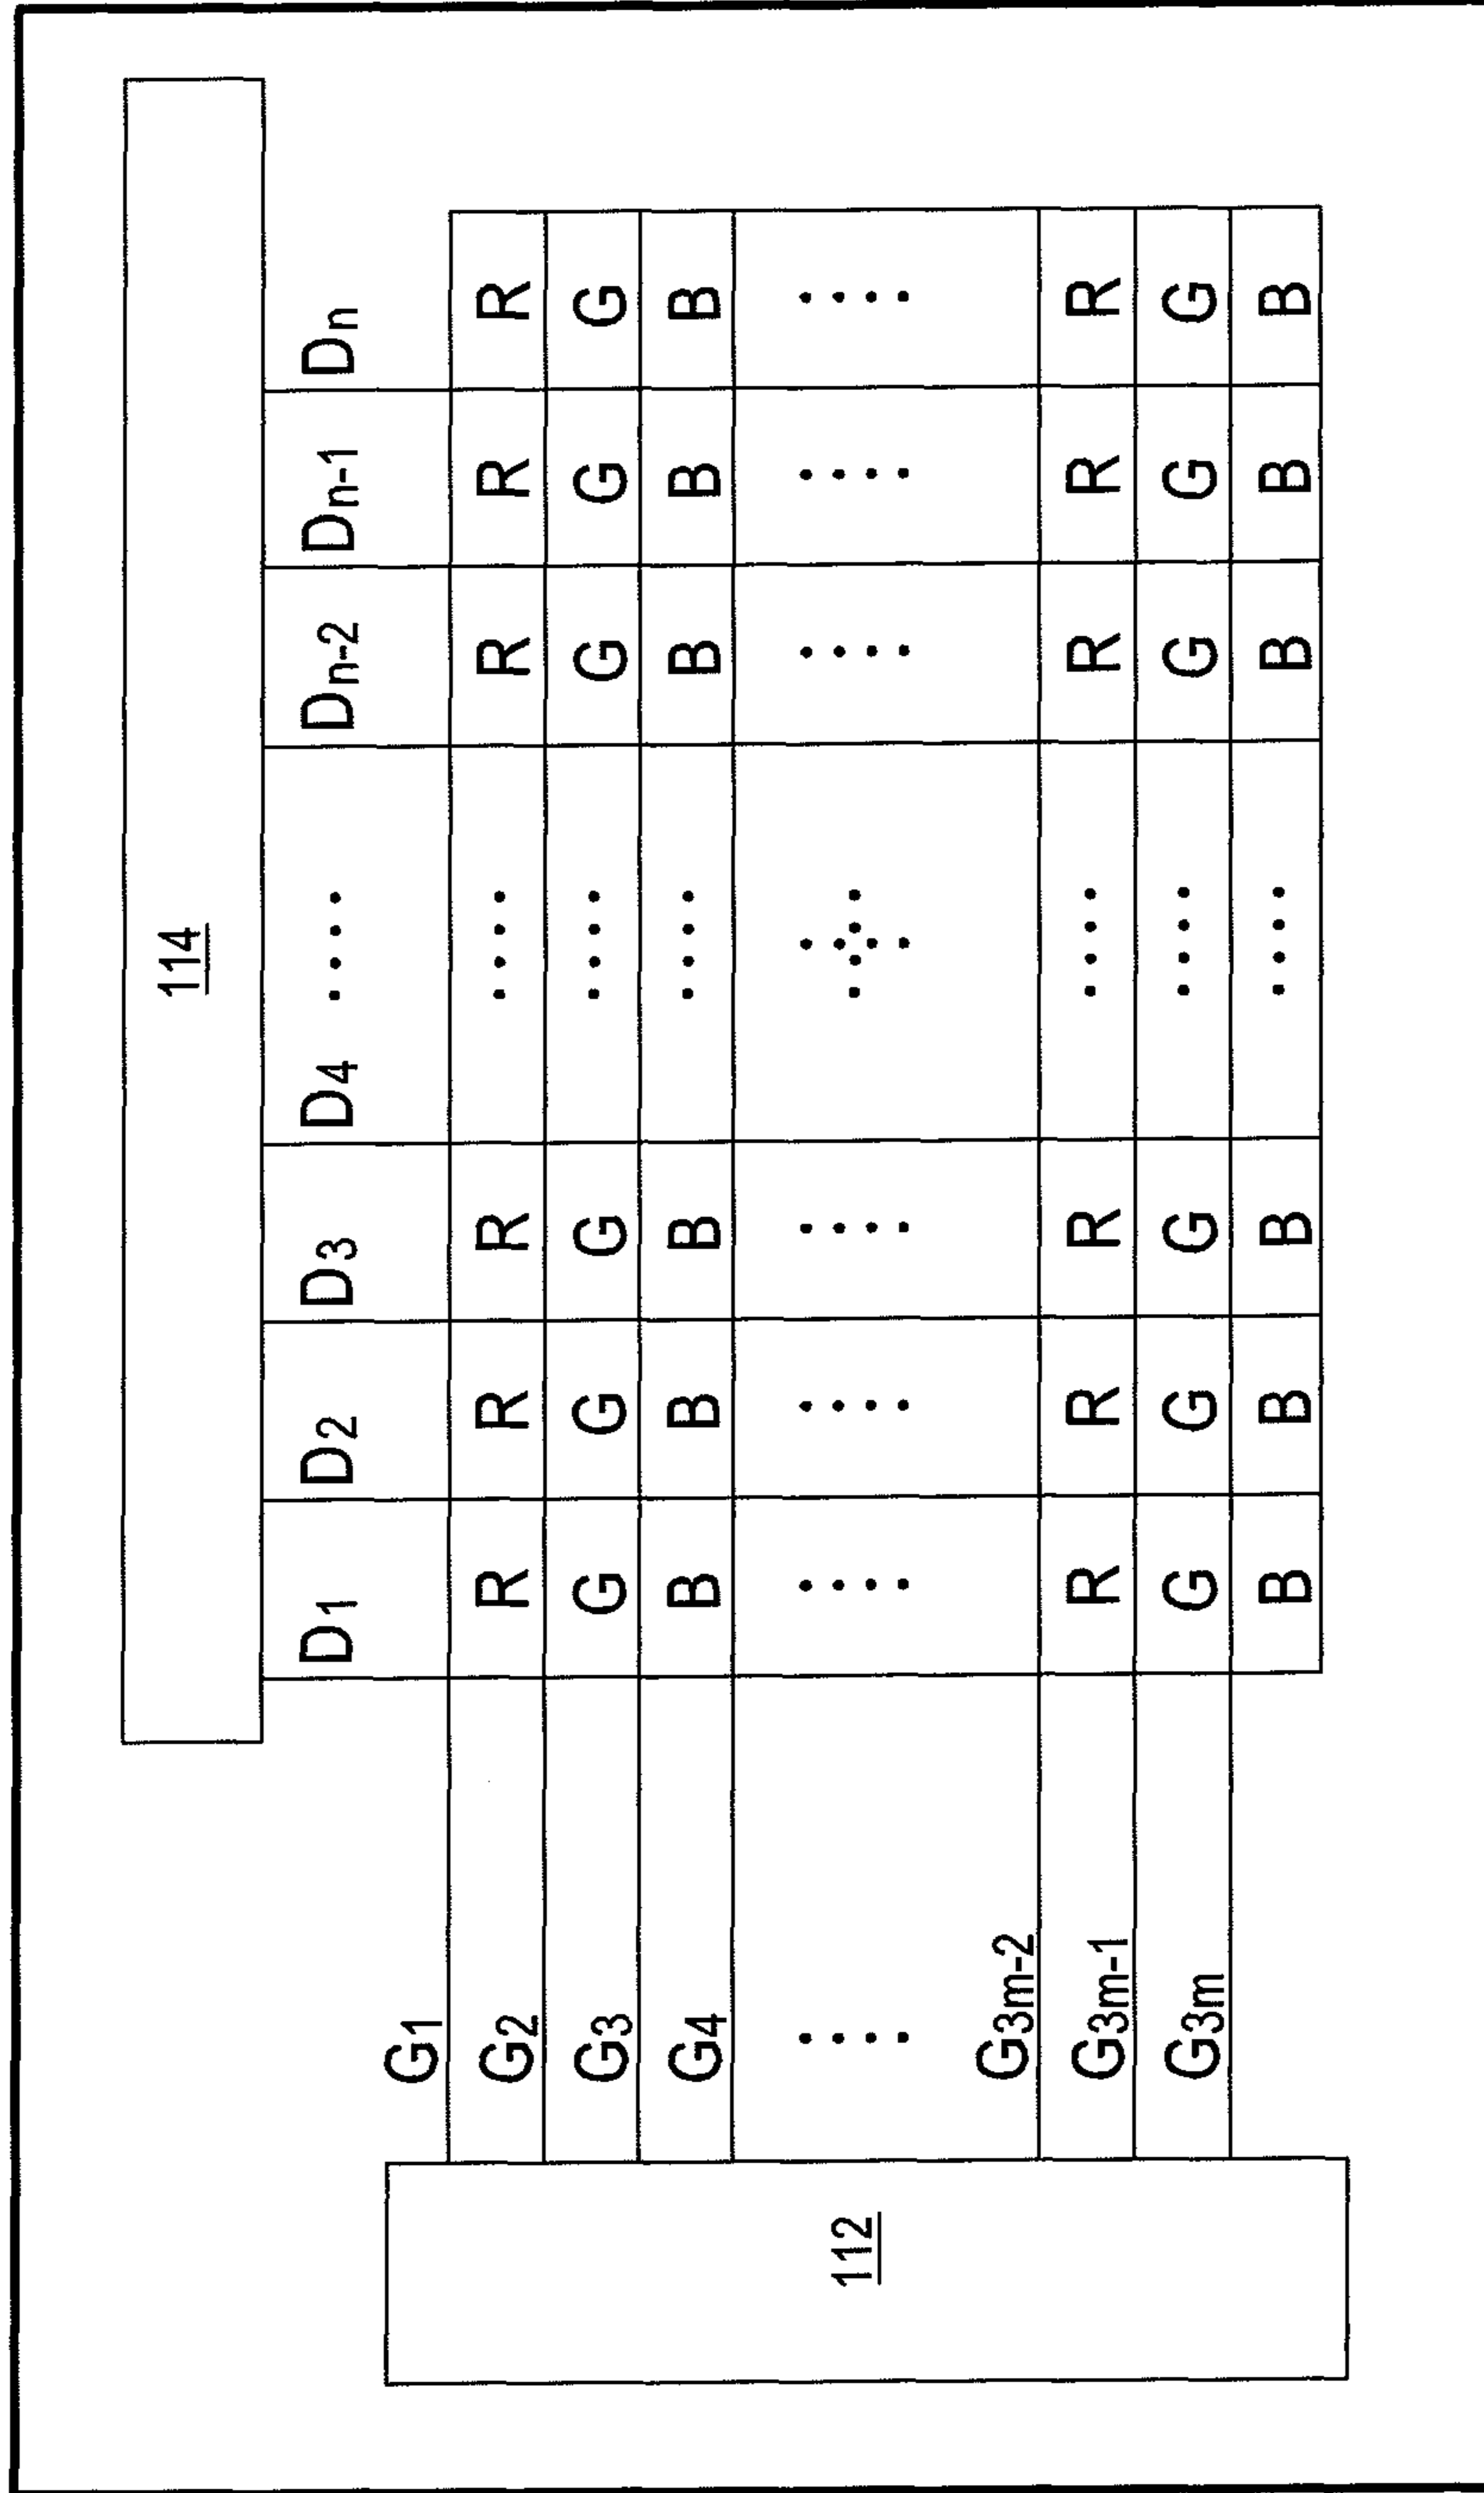 114
D1 D2 D3 D4 .... Dn-2 Dn-1 Dn
G1
R R R .... R R R
G2
G G G .... G G G
G3
B B B .... B B B
G4
....
G3m-2
R R R .... R R R
G3m-1
G G G .... G G G
G3m
B B B .... B B B
112